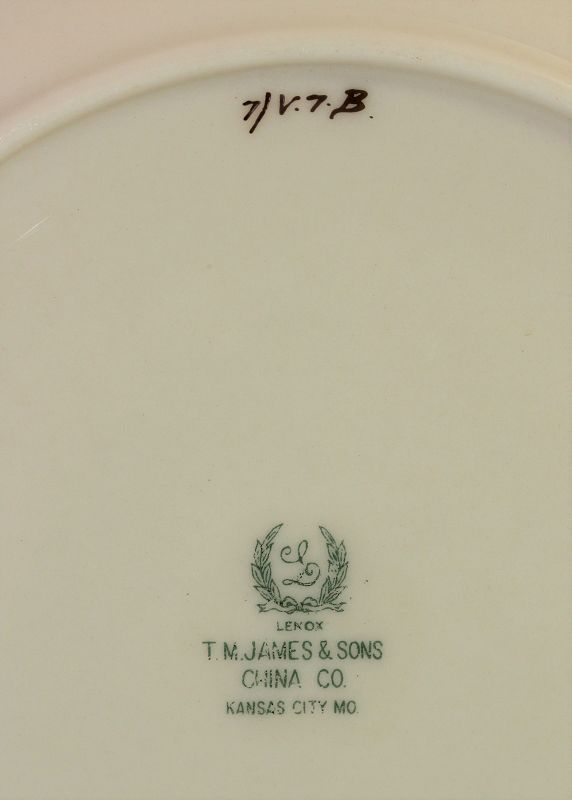 7/V.7.B.
L
LENOX
T.M.JAMES & SONS
CHINA CO.
KANSAS CITY MO.